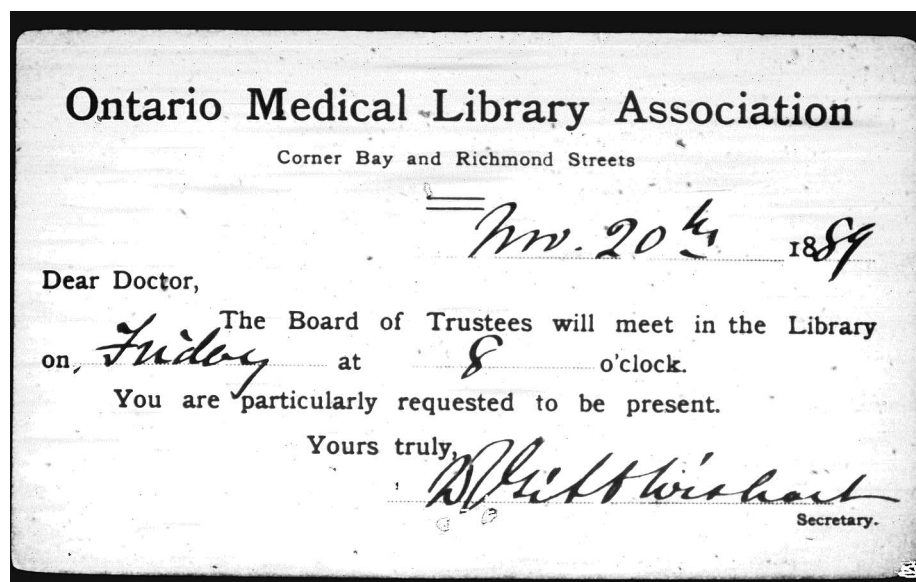 Ontario Medical Library Association
Corner Bay and Richmond Streets
Nov. 20th 1889
Dear Doctor,
The Board of Trustees will meet in the Library
on, Friday at 8 o'clock.
You are particularly requested to be present.
Yours truly,
Wishart
Secretary.